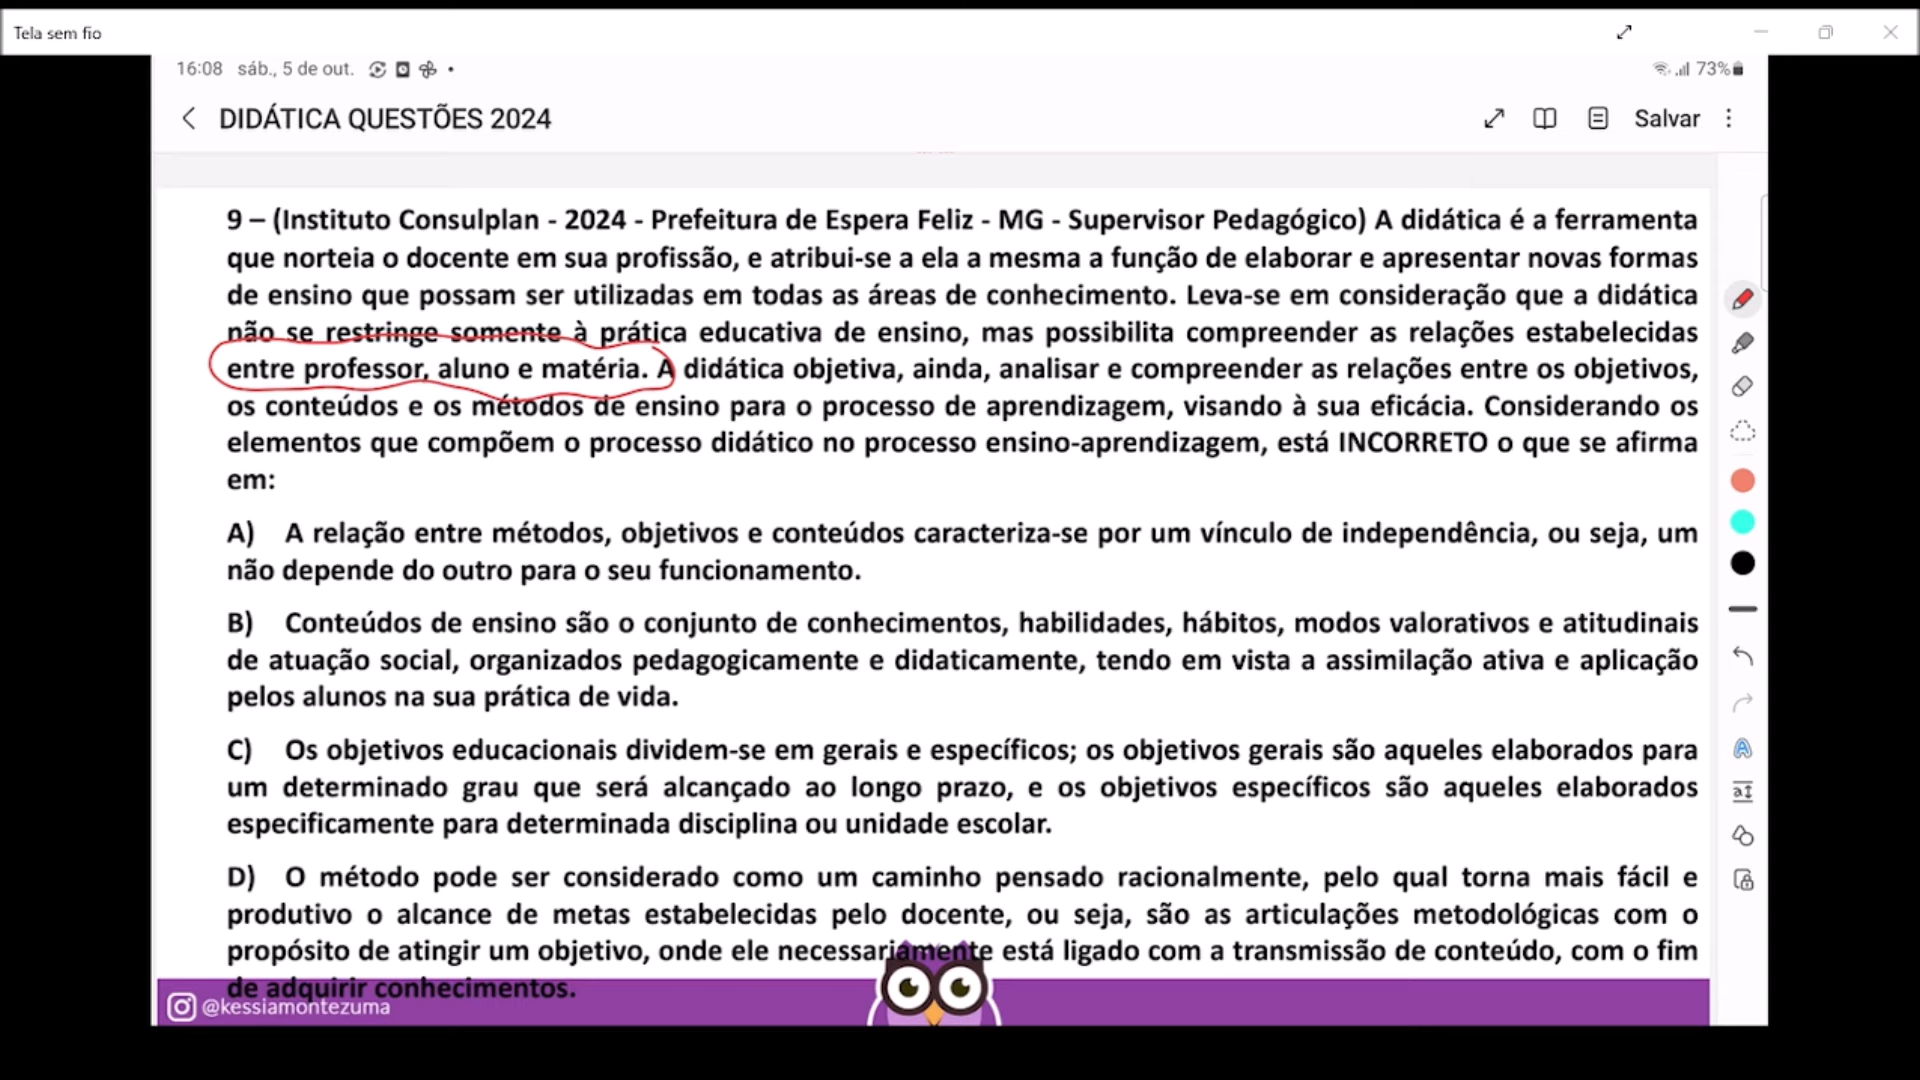 Tela sem fio
16:08 sáb., 5 de out.
73%
DIDÁTICA QUESTÕES 2024
Salvar
9 – (Instituto Consulplan - 2024 - Prefeitura de Espera Feliz - MG - Supervisor Pedagógico) A didática é a ferramenta
que norteia o docente em sua profissão, e atribui-se a ela a mesma a função de elaborar e apresentar novas formas
de ensino que possam ser utilizadas em todas as áreas de conhecimento. Leva-se em consideração que a didática
não se restringe somente à prática educativa de ensino, mas possibilita compreender as relações estabelecidas
entre professor, aluno e matéria. A didática objetiva, ainda, analisar e compreender as relações entre os objetivos,
os conteúdos e os métodos de ensino para o processo de aprendizagem, visando à sua eficácia. Considerando os
elementos que compõem o processo didático no processo ensino-aprendizagem, está INCORRETO o que se afirma
em:
A) A relação entre métodos, objetivos e conteúdos caracteriza-se por um vínculo de independência, ou seja, um
não depende do outro para o seu funcionamento.
B) Conteúdos de ensino são o conjunto de conhecimentos, habilidades, hábitos, modos valorativos e atitudinais
de atuação social, organizados pedagogicamente e didaticamente, tendo em vista a assimilação ativa e aplicação
pelos alunos na sua prática de vida.
C) Os objetivos educacionais dividem-se em gerais e específicos; os objetivos gerais são aqueles elaborados para
um determinado grau que será alcançado ao longo prazo, e os objetivos específicos são aqueles elaborados
especificamente para determinada disciplina ou unidade escolar.
D) O método pode ser considerado como um caminho pensado racionalmente, pelo qual torna mais fácil e
produtivo o alcance de metas estabelecidas pelo docente, ou seja, são as articulações metodológicas com o
propósito de atingir um objetivo, onde ele necessariamente está ligado com a transmissão de conteúdo, com o fim
de adquirir conhecimentos.
@kessiamontezuma